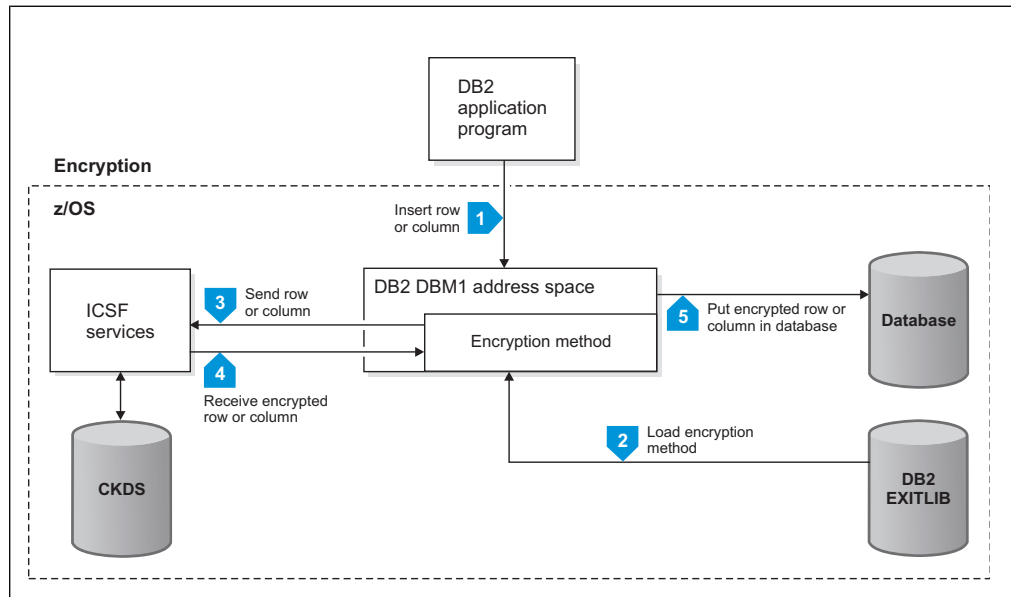 DB2
application
program
Encryption
z/OS
Insert row
or column
1
3
Send row
or column
ICSF
services
DB2 DBM1 address space
Encryption method
5
Put encrypted row or
column in database
Database
4
Receive encrypted
row or column
2
Load encryption
method
CKDS
DB2
EXITLIB